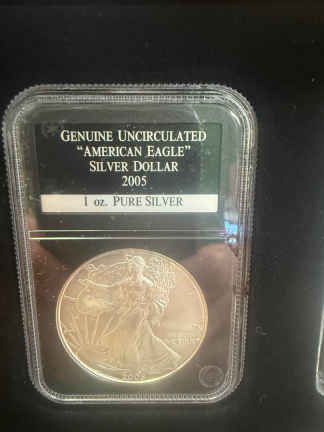 GENUINE UNCIRCULATED
“AMERICAN EAGLE”
SILVER DOLLAR
2005
1 oz. PURE SILVER